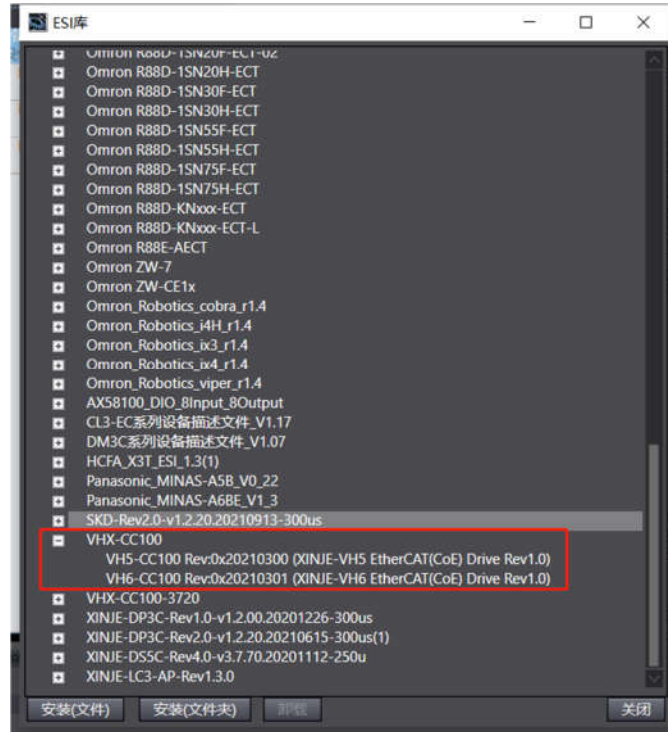 ESI库
Omron R88D-1SN20F-ECT-02
Omron R88D-1SN20H-ECT
Omron R88D-1SN30F-ECT
Omron R88D-1SN30H-ECT
Omron R88D-1SN55F-ECT
Omron R88D-1SN55H-ECT
Omron R88D-1SN75F-ECT
Omron R88D-1SN75H-ECT
Omron R88D-KNxxx-ECT
Omron R88D-KNxxx-ECT-L
Omron R88E-AECT
Omron ZW-7
Omron ZW-CE1x
Omron_Robotics_cobra_r1.4
Omron_Robotics_i4H_r1.4
Omron_Robotics_ix3_r1.4
Omron_Robotics_ix4_r1.4
Omron_Robotics_viper_r1.4
AX58100_DIO_8Input_8Output
CL3-EC系列设备描述文件_V1.17
DM3C系列设备描述文件_V1.07
HCFA_X3T_ESI_1.3(1)
Panasonic_MINAS-A5B_V0_22
Panasonic_MINAS-A6BE_V1_3
SKD-Rev2.0-v1.2.20.20210913-300us
VHX-CC100
VH5-CC100 Rev:0x20210300 (XINJE-VH5 EtherCAT(CoE) Drive Rev1.0)
VH6-CC100 Rev:0x20210301 (XINJE-VH6 EtherCAT(CoE) Drive Rev1.0)
VHX-CC100-3720
XINJE-DP3C-Rev1.0-v1.2.00.20201226-300us
XINJE-DP3C-Rev2.0-v1.2.20.20210615-300us(1)
XINJE-DS5C-Rev4.0-v3.7.70.20201112-250u
XINJE-LC3-AP-Rev1.3.0
安装(文件) 安装(文件夹) 卸载 关闭